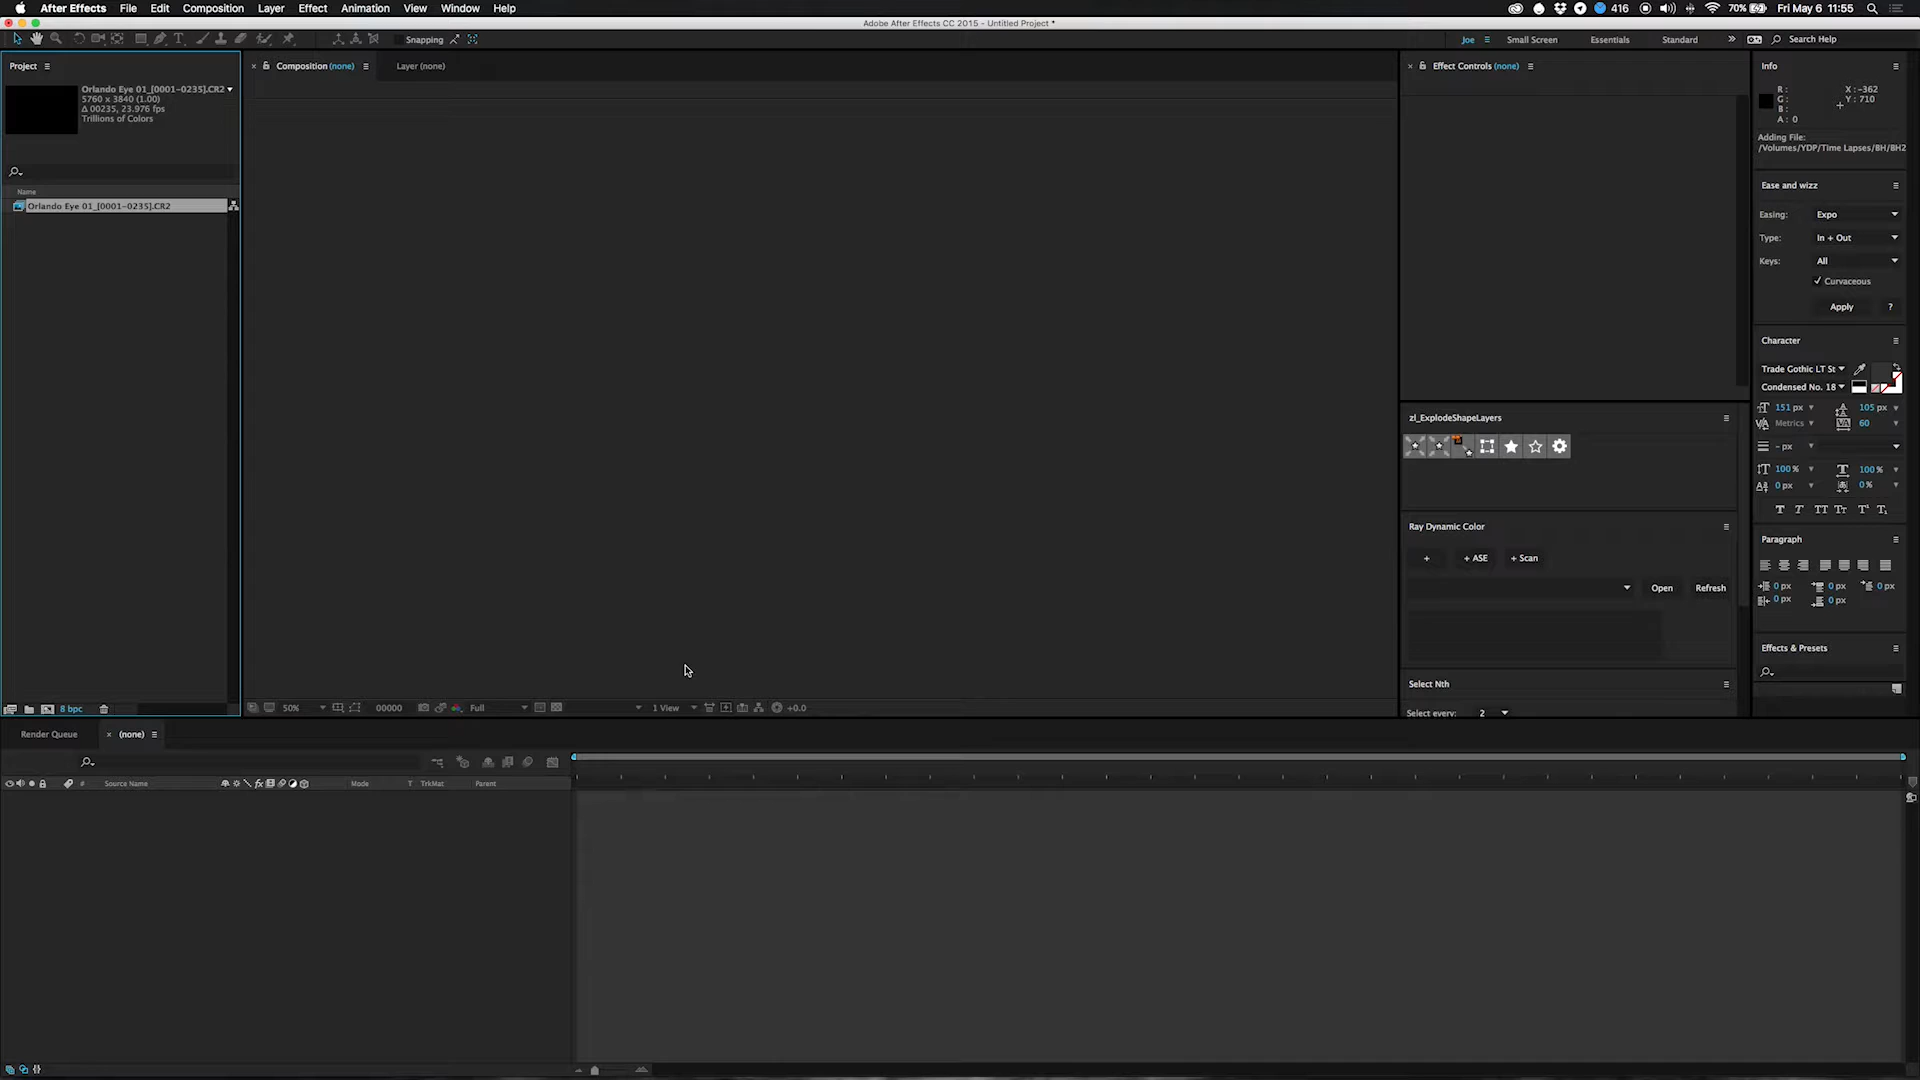 After Effects File Edit Composition Layer Effect Animation View Window Help 416 70% Fri May 6 11:55
Adobe After Effects CC 2015 - Untitled Project *
Snapping Joe Small Screen Essentials Standard Search Help
Project
Orlando Eye 01_[0001-0235].CR2
5760 x 3840 (1.00)
Δ 00235, 23.976 fps
Trillions of Colors
Name
Orlando Eye 01_[0001-0235].CR2
8 bpc
Composition (none) Layer (none)
50% 00000 Full 1 View +0.0
Effect Controls (none)
zl_ExplodeShapeLayers
Ray Dynamic Color
+ + ASE + Scan
Open Refresh
Select Nth
Select every: 2
Info
R: X: -362
G: Y: 710
B:
A: 0
Adding File:
/Volumes/YDP/Time Lapses/BH/BH2
Ease and wizz
Easing: Expo
Type: In + Out
Keys: All
✓ Curvaceous
Apply ?
Character
Trade Gothic LT St
Condensed No. 18
151 px 105 px
Metrics 60
- px
100 % 100 %
0 px 0 %
T T TT Tt T¹ T₁
Paragraph
0 px 0 px 0 px
0 px 0 px
Effects & Presets
Render Queue (none)
# Source Name fx Mode T TrkMat Parent